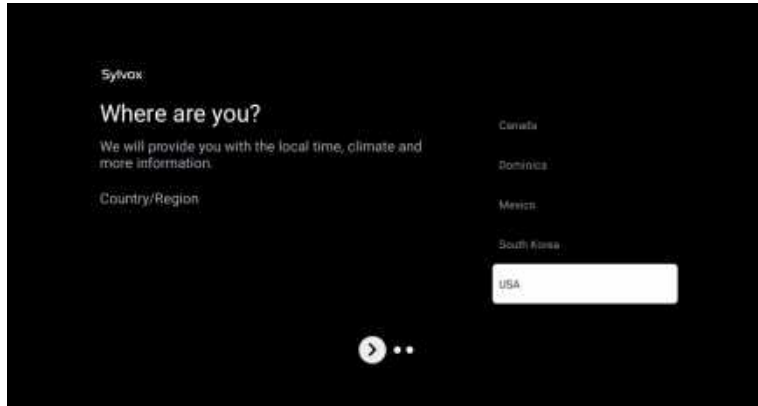 Sylvox
Where are you?
We will provide you with the local time, climate and
more information.
Country/Region
Canada
Dominica
Mexico
South Korea
USA